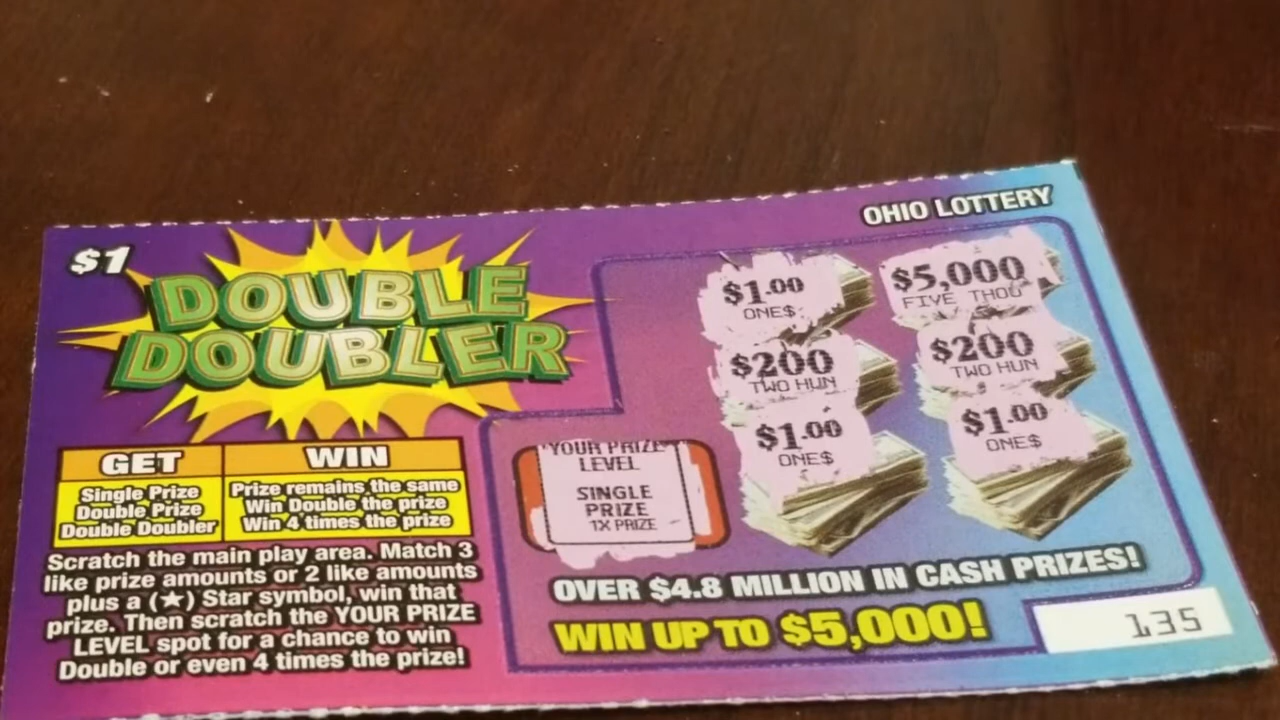 OHIO LOTTERY
$1
DOUBLE
DOUBLER
$1.00
ONE$
$5,000
FIVE THOU
$200
TWO HUN
$200
TWO HUN
$1.00
ONE$
$1.00
ONE$
YOUR PRIZE
LEVEL
SINGLE
PRIZE
1X PRIZE
GET
WIN
Single Prize
Prize remains the same
Double Prize
Win Double the prize
Double Doubler
Win 4 times the prize
Scratch the main play area. Match 3
like prize amounts or 2 like amounts
plus a (★) Star symbol, win that
prize. Then scratch the YOUR PRIZE
LEVEL spot for a chance to win
Double or even 4 times the prize!
OVER $4.8 MILLION IN CASH PRIZES!
WIN UP TO $5,000!
135